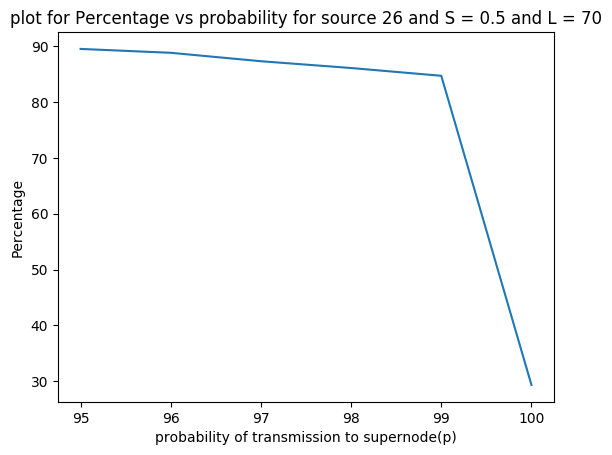 plot for Percentage vs probability for source 26 and S = 0.5 and L = 70
90
80
70
60
50
40
30
Percentage
95 96 97 98 99 100
probability of transmission to supernode(p)